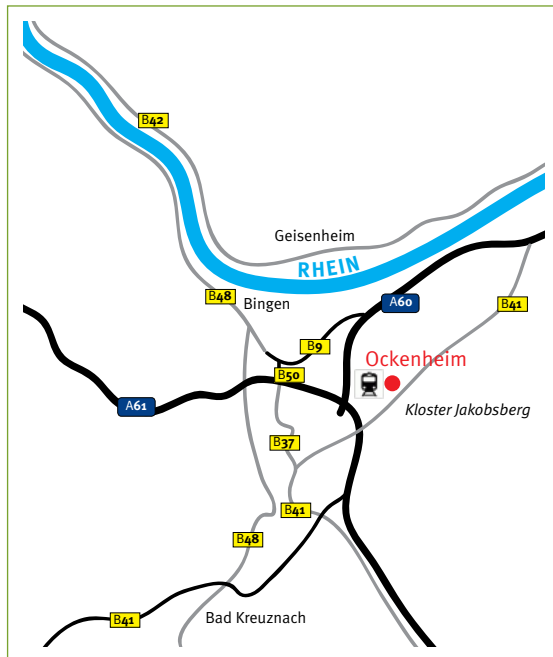 B42
Geisenheim
RHEIN
B48
Bingen
A60
B41
B9
Ockenheim
B50
A61
Kloster Jakobsberg
B37
B41
B48
B41
Bad Kreuznach